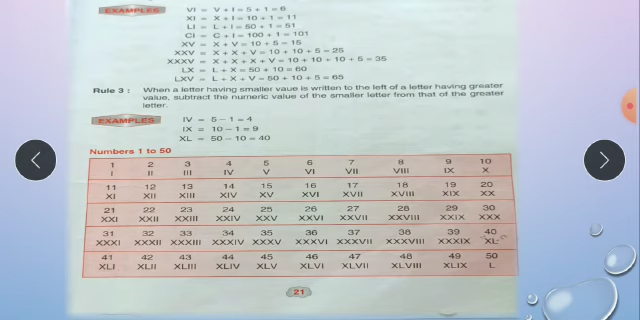 EXAMPLES
VI = V + I = 5 + 1 = 6
XI = X + I = 10 + 1 = 11
LI = L + I = 50 + 1 = 51
CI = C + I = 100 + 1 = 101
XV = X + V = 10 + 5 = 15
XXV = X + X + V = 10 + 10 + 5 = 25
XXXV = X + X + X + V = 10 + 10 + 10 + 5 = 35
LX = L + X = 50 + 10 = 60
LXV = L + X + V = 50 + 10 + 5 = 65
Rule 3 : When a letter having smaller vaue is written to the left of a letter having greater
value, subtract the numeric value of the smaller letter from that of the greater
letter.
EXAMPLES
IV = 5 - 1 = 4
IX = 10 - 1 = 9
XL = 50 - 10 = 40
Numbers 1 to 50
1 2 3 4 5 6 7 8 9 10
I II III IV V VI VII VIII IX X
11 12 13 14 15 16 17 18 19 20
XI XII XIII XIV XV XVI XVII XVIII XIX XX
21 22 23 24 25 26 27 28 29 30
XXI XXII XXIII XXIV XXV XXVI XXVII XXVIII XXIX XXX
31 32 33 34 35 36 37 38 39 40
XXXI XXXII XXXIII XXXIV XXXV XXXVI XXXVII XXXVIII XXXIX XL
41 42 43 44 45 46 47 48 49 50
XLI XLII XLIII XLIV XLV XLVI XLVII XLVIII XLIX L
21